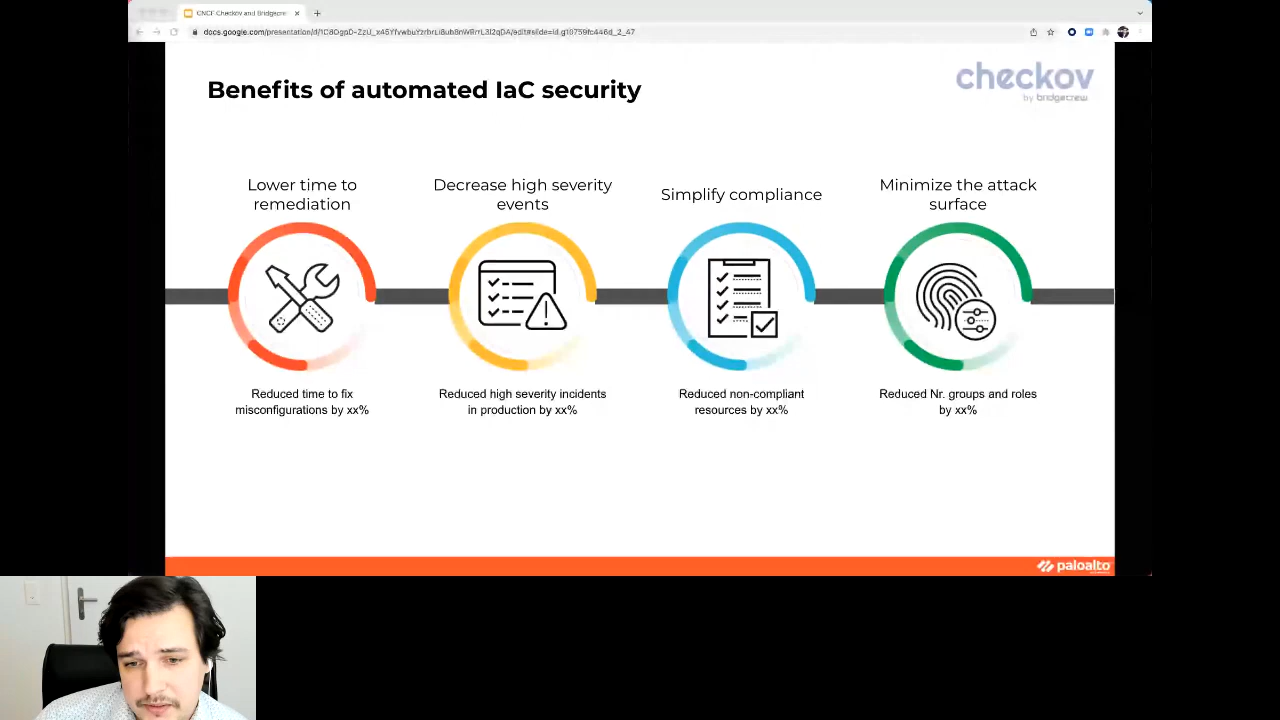 CNCF Checkov and Bridgecre
Benefits of automated IaC security
checkov
by bridgecrew
Lower time to
remediation
Decrease high severity
events
Simplify compliance
Minimize the attack
surface
Reduced time to fix
misconfigurations by xx%
Reduced high severity incidents
in production by xx%
Reduced non-compliant
resources by xx%
Reduced Nr. groups and roles
by xx%
paloalto